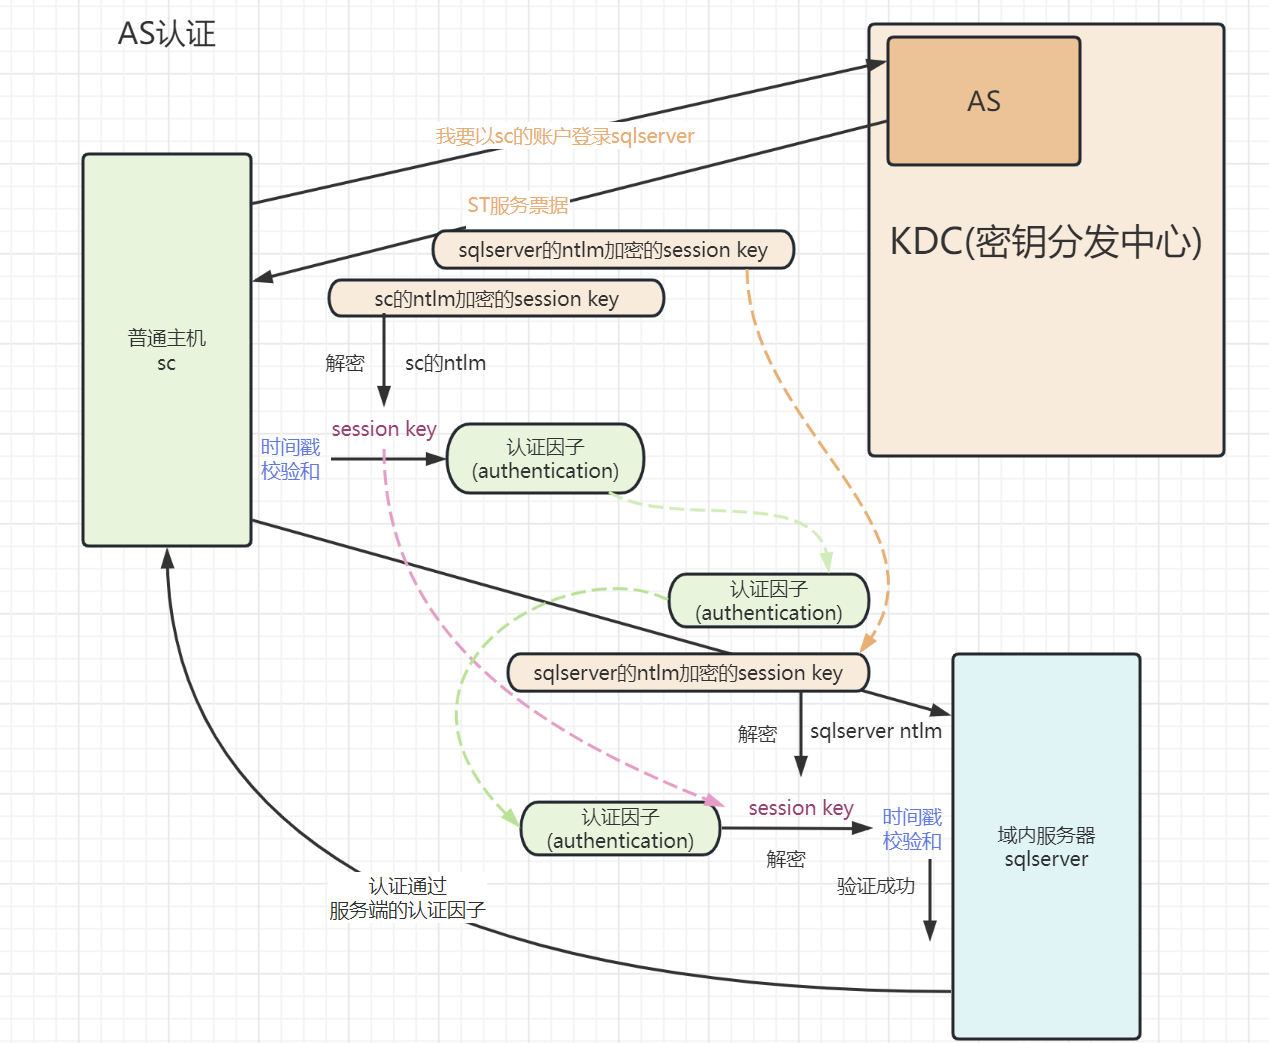 AS认证
AS
我要以sc的账户登录sqlserver
ST服务票据
KDC(密钥分发中心)
sqlserver的ntlm加密的session key
sc的ntlm加密的session key
普通主机
sc
解密
sc的ntlm
session key
时间戳
校验和
认证因子
(authentication)
认证因子
(authentication)
sqlserver的ntlm加密的session key
解密
sqlserver ntlm
session key
认证因子
(authentication)
时间戳
校验和
解密
域内服务器
sqlserver
验证成功
认证通过
服务端的认证因子